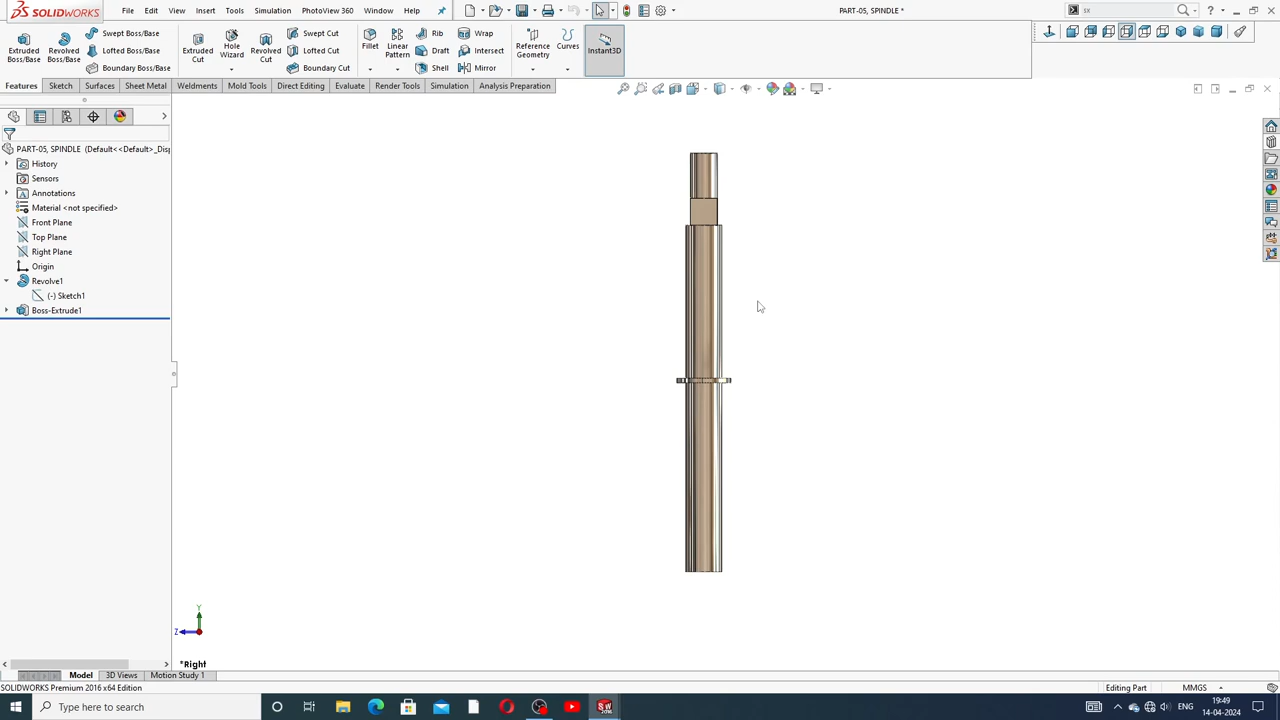 SOLIDWORKS File Edit View Insert Tools Simulation PhotoView 360 Window Help PART-05, SPINDLE * sx
Extruded Boss/Base
Revolved Boss/Base
Swept Boss/Base
Lofted Boss/Base
Boundary Boss/Base
Extruded Cut
Hole Wizard
Revolved Cut
Swept Cut
Lofted Cut
Boundary Cut
Fillet
Linear Pattern
Rib
Draft
Shell
Wrap
Intersect
Mirror
Reference Geometry
Curves
Instant3D
Features Sketch Surfaces Sheet Metal Weldments Mold Tools Direct Editing Render Tools Evaluate Simulation Analysis Preparation
PART-05, SPINDLE (Default<<Default>_Disp
History
Sensors
Annotations
Material <not specified>
Front Plane
Top Plane
Right Plane
Origin
Revolve1
(-) Sketch1
Boss-Extrude1
Y
Z
*Right
Model 3D Views Motion Study 1
SOLIDWORKS Premium 2016 x64 Edition Editing Part MMGS
Type here to search ENG 19:49
14-04-2024